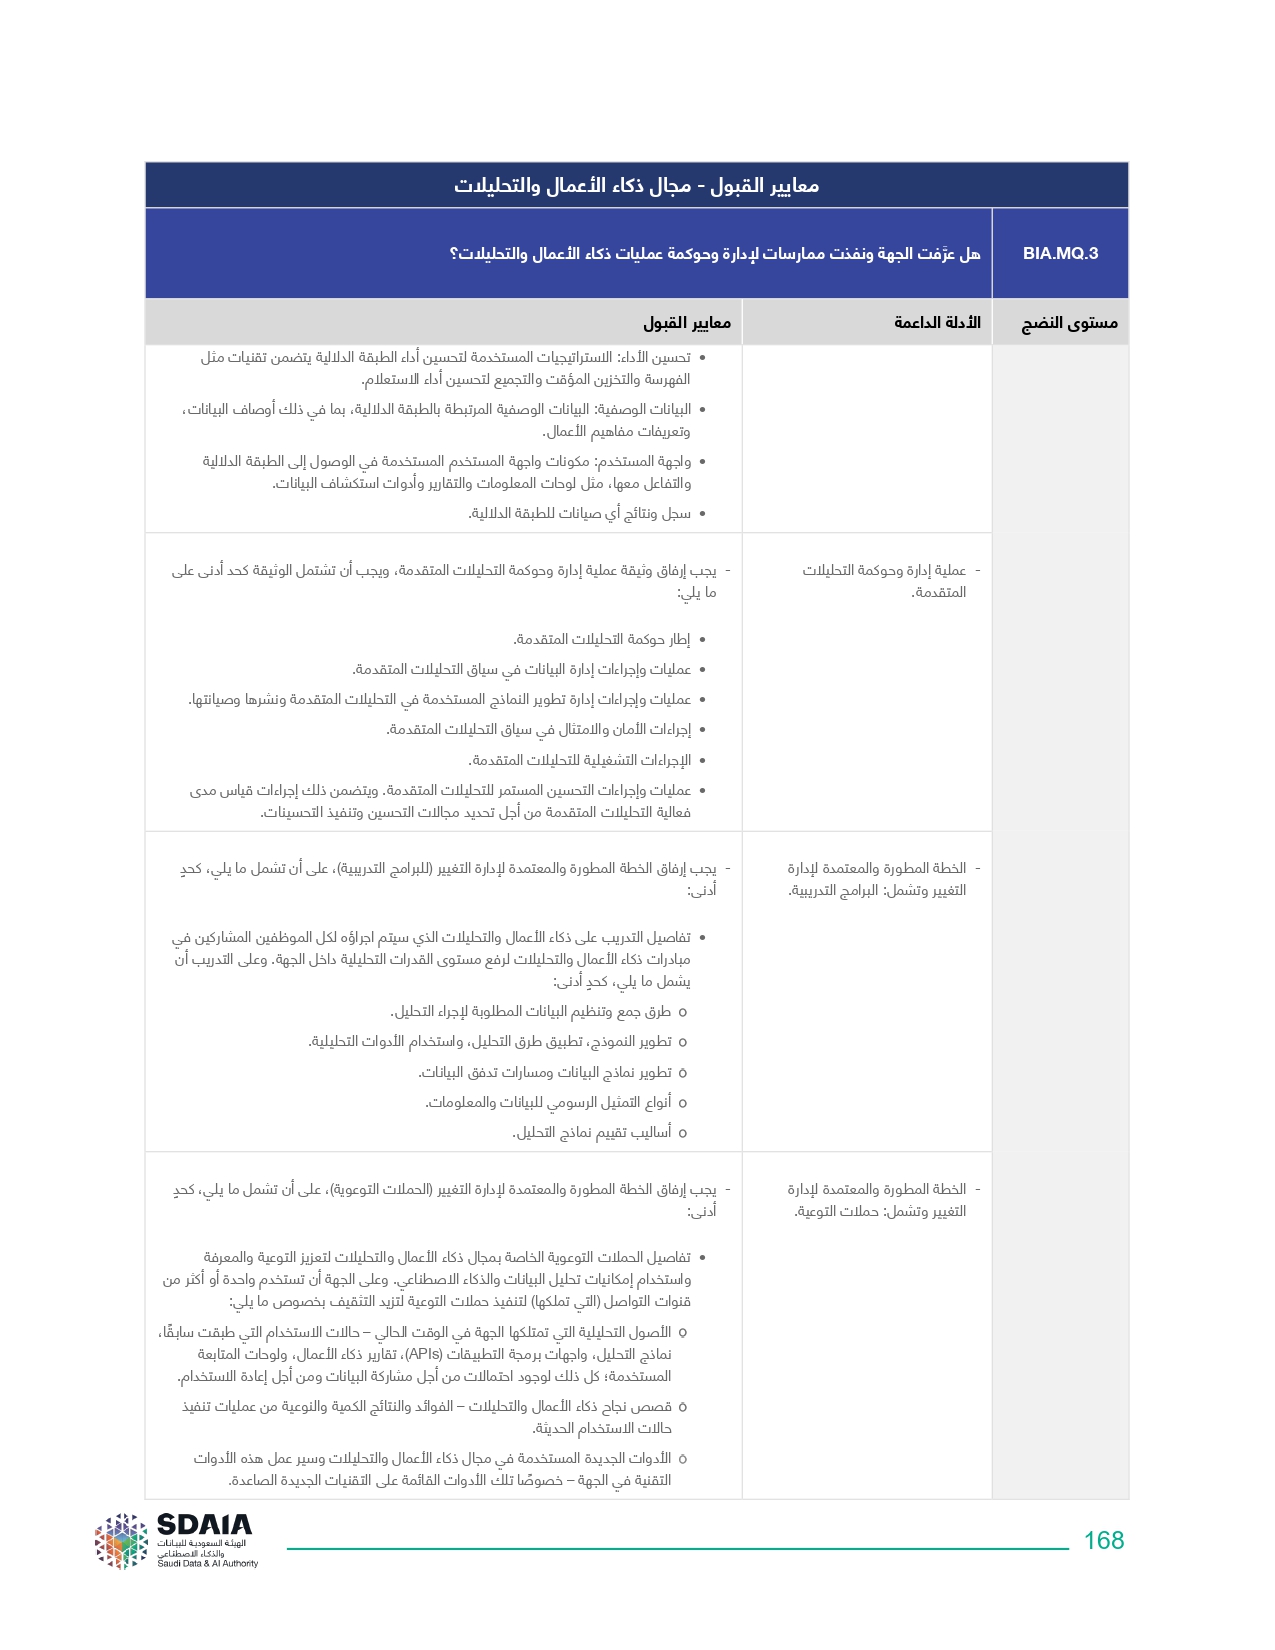 معايير القبول - مجال ذكاء الأعمال والتحليلات
BIA.MQ.3
هل عرَّفت الجهة ونفذت ممارسات لإدارة وحوكمة عمليات ذكاء الأعمال والتحليلات؟
مستوى النضج
الأدلة الداعمة
معايير القبول
• تحسين الأداء: الاستراتيجيات المستخدمة لتحسين أداء الطبقة الدلالية يتضمن تقنيات مثل
الفهرسة والتخزين المؤقت والتجميع لتحسين أداء الاستعلام.
• البيانات الوصفية: البيانات الوصفية المرتبطة بالطبقة الدلالية، بما في ذلك أوصاف البيانات،
وتعريفات مفاهيم الأعمال.
• واجهة المستخدم: مكونات واجهة المستخدم المستخدمة في الوصول إلى الطبقة الدلالية
والتفاعل معها، مثل لوحات المعلومات والتقارير وأدوات استكشاف البيانات.
• سجل ونتائج أي صيانات للطبقة الدلالية.
- عملية إدارة وحوكمة التحليلات
المتقدمة.
- يجب إرفاق وثيقة عملية إدارة وحوكمة التحليلات المتقدمة، ويجب أن تشتمل الوثيقة كحد أدنى على
ما يلي:
• إطار حوكمة التحليلات المتقدمة.
• عمليات وإجراءات إدارة البيانات في سياق التحليلات المتقدمة.
• عمليات وإجراءات إدارة تطوير النماذج المستخدمة في التحليلات المتقدمة ونشرها وصيانتها.
• إجراءات الأمان والامتثال في سياق التحليلات المتقدمة.
• الإجراءات التشغيلية للتحليلات المتقدمة.
• عمليات وإجراءات التحسين المستمر للتحليلات المتقدمة. ويتضمن ذلك إجراءات قياس مدى
فعالية التحليلات المتقدمة من أجل تحديد مجالات التحسين وتنفيذ التحسينات.
- الخطة المطورة والمعتمدة لإدارة
التغيير وتشمل: البرامج التدريبية.
- يجب إرفاق الخطة المطورة والمعتمدة لإدارة التغيير (للبرامج التدريبية)، على أن تشمل ما يلي، كحدٍ
أدنى:
• تفاصيل التدريب على ذكاء الأعمال والتحليلات الذي سيتم اجراؤه لكل الموظفين المشاركين في
مبادرات ذكاء الأعمال والتحليلات لرفع مستوى القدرات التحليلية داخل الجهة. وعلى التدريب أن
يشمل ما يلي، كحدٍ أدنى:
o طرق جمع وتنظيم البيانات المطلوبة لإجراء التحليل.
o تطوير النموذج، تطبيق طرق التحليل، واستخدام الأدوات التحليلية.
o تطوير نماذج البيانات ومسارات تدفق البيانات.
o أنواع التمثيل الرسومي للبيانات والمعلومات.
o أساليب تقييم نماذج التحليل.
- الخطة المطورة والمعتمدة لإدارة
التغيير وتشمل: حملات التوعية.
- يجب إرفاق الخطة المطورة والمعتمدة لإدارة التغيير (الحملات التوعوية)، على أن تشمل ما يلي، كحدٍ
أدنى:
• تفاصيل الحملات التوعوية الخاصة بمجال ذكاء الأعمال والتحليلات لتعزيز التوعية والمعرفة
واستخدام إمكانيات تحليل البيانات والذكاء الاصطناعي. وعلى الجهة أن تستخدم واحدة أو أكثر من
قنوات التواصل (التي تملكها) لتنفيذ حملات التوعية لتزيد التثقيف بخصوص ما يلي:
o الأصول التحليلية التي تمتلكها الجهة في الوقت الحالي – حالات الاستخدام التي طبقت سابقًا،
نماذج التحليل، واجهات برمجة التطبيقات (APIs)، تقارير ذكاء الأعمال، ولوحات المتابعة
المستخدمة؛ كل ذلك لوجود احتمالات من أجل مشاركة البيانات ومن أجل إعادة الاستخدام.
o قصص نجاح ذكاء الأعمال والتحليلات – الفوائد والنتائج الكمية والنوعية من عمليات تنفيذ
حالات الاستخدام الحديثة.
o الأدوات الجديدة المستخدمة في مجال ذكاء الأعمال والتحليلات وسير عمل هذه الأدوات
التقنية في الجهة – خصوصًا تلك الأدوات القائمة على التقنيات الجديدة الصاعدة.
SDAIA
الهيئة السعودية للبيانات
والذكاء الاصطناعي
Saudi Data & AI Authority
168